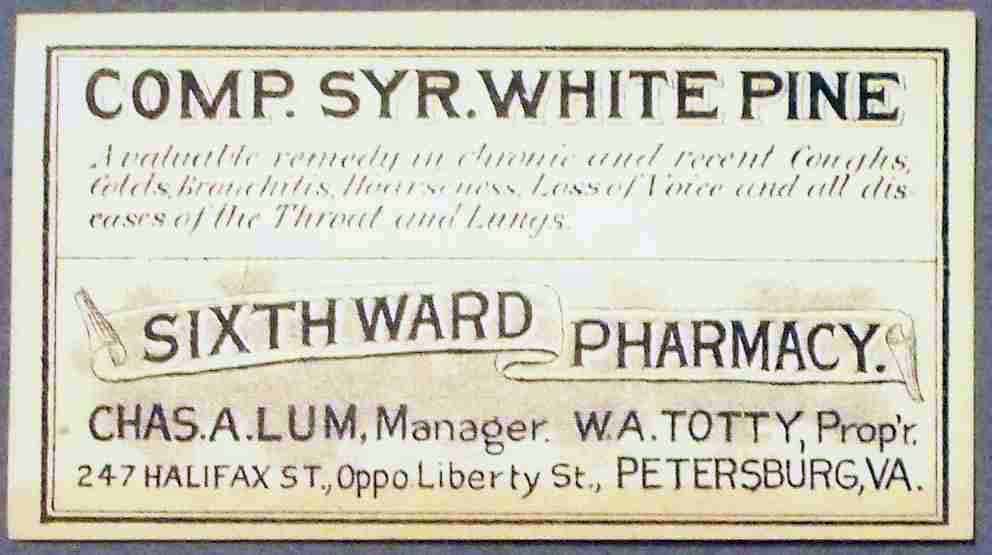 COMP. SYR. WHITE PINE
A valuable remedy in chronic and recent Coughs,
Colds, Bronchitis, Hoarseness, Loss of Voice and all dis-
eases of the Throat and Lungs.
SIXTH WARD PHARMACY.
CHAS. A. LUM, Manager. W. A. TOTTY, Prop'r.
247 HALIFAX ST., Oppo Liberty St., PETERSBURG, VA.